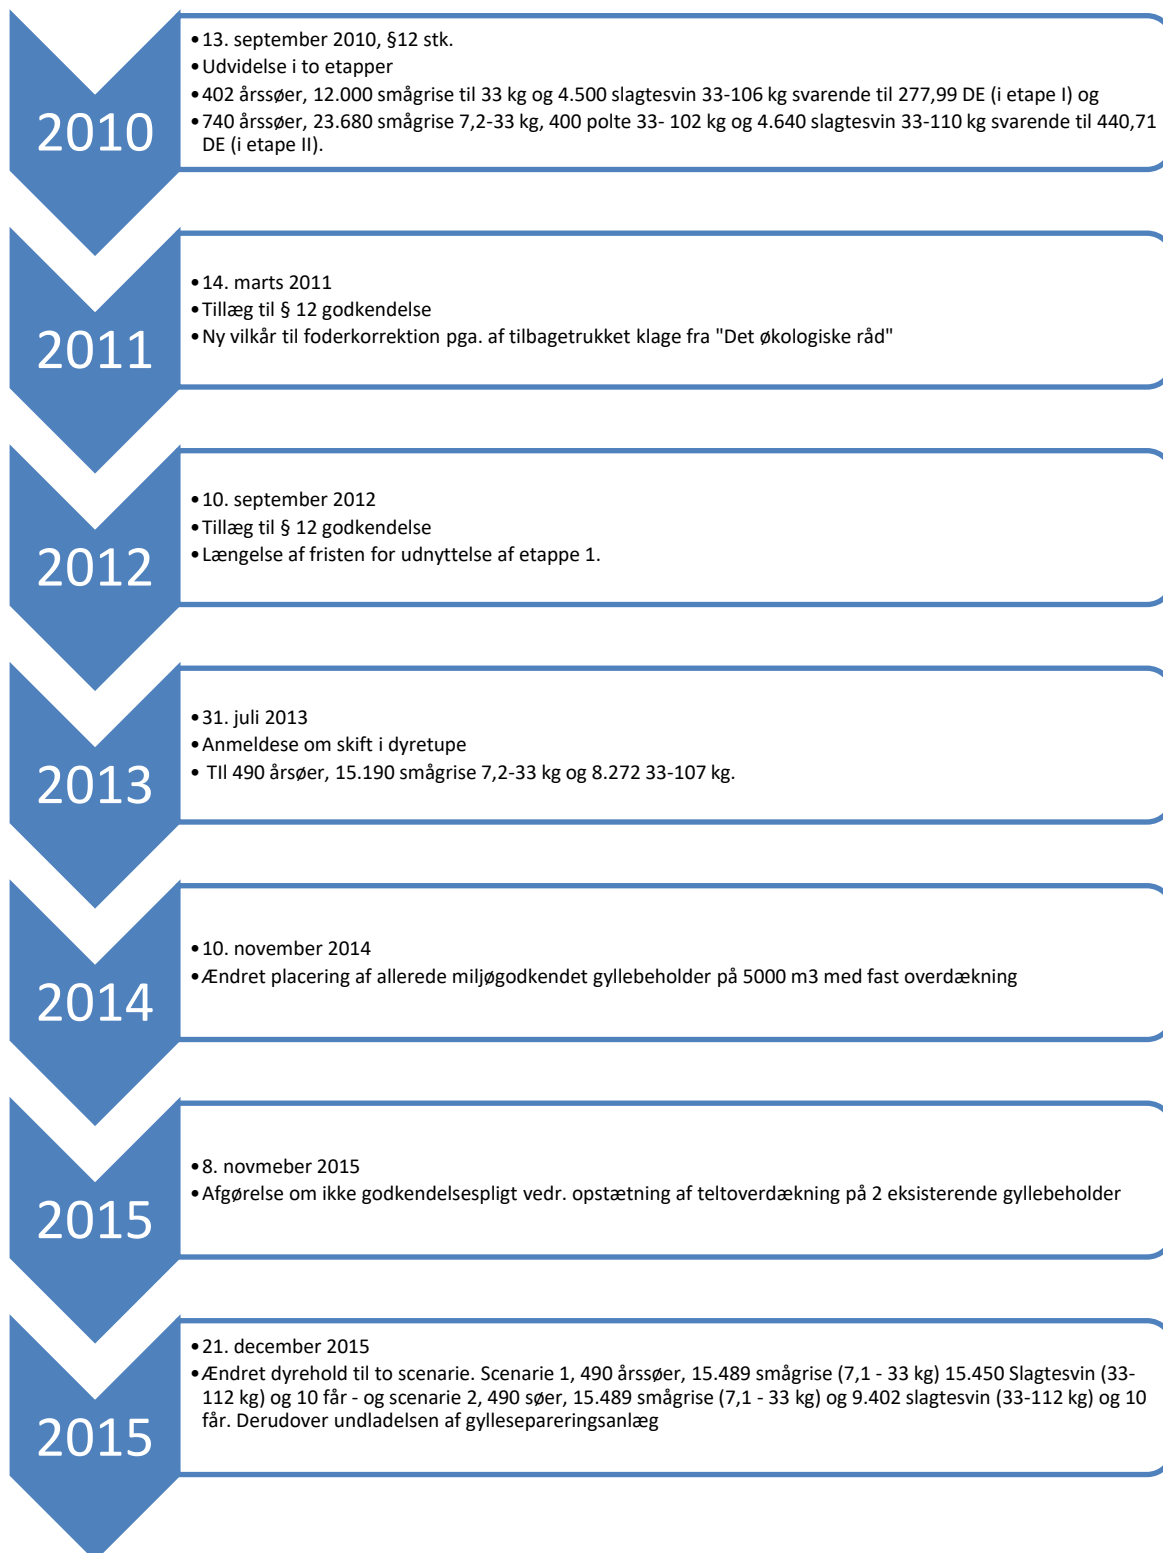 2010
•13. september 2010, §12 stk.
•Udvidelse i to etapper
•402 årssøer, 12.000 smågrise til 33 kg og 4.500 slagtesvin 33-106 kg svarende til 277,99 DE (i etape I) og
•740 årssøer, 23.680 smågrise 7,2-33 kg, 400 polte 33- 102 kg og 4.640 slagtesvin 33-110 kg svarende til 440,71
DE (i etape II).
2011
•14. marts 2011
•Tillæg til § 12 godkendelse
•Ny vilkår til foderkorrektion pga. af tilbagetrukket klage fra "Det økologiske råd"
2012
•10. september 2012
•Tillæg til § 12 godkendelse
•Længelse af fristen for udnyttelse af etappe 1.
2013
•31. juli 2013
•Anmeldese om skift i dyretupe
• TIl 490 årsøer, 15.190 smågrise 7,2-33 kg og 8.272 33-107 kg.
2014
•10. november 2014
•Ændret placering af allerede miljøgodkendet gyllebeholder på 5000 m3 med fast overdækning
2015
•8. novmeber 2015
•Afgørelse om ikke godkendelsespligt vedr. opstætning af teltoverdækning på 2 eksisterende gyllebeholder
2015
•21. december 2015
•Ændret dyrehold til to scenarie. Scenarie 1, 490 årssøer, 15.489 smågrise (7,1 - 33 kg) 15.450 Slagtesvin (33-
112 kg) og 10 får - og scenarie 2, 490 søer, 15.489 smågrise (7,1 - 33 kg) og 9.402 slagtesvin (33-112 kg) og 10
får. Derudover undladelsen af gyllesepareringsanlæg